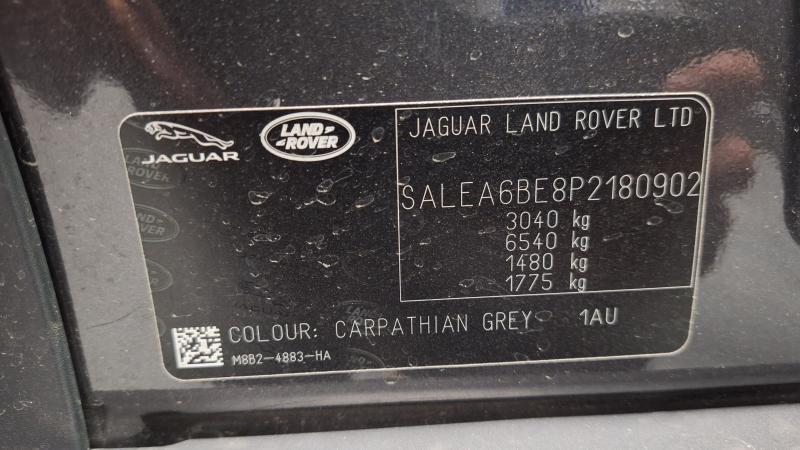 JAGUAR
LAND
ROVER
JAGUAR LAND ROVER LTD
SALEA6BE8P2180902
3040 kg
6540 kg
1480 kg
1775 kg
COLOUR: CARPATHIAN GREY 1AU
M8B2-4883-HA